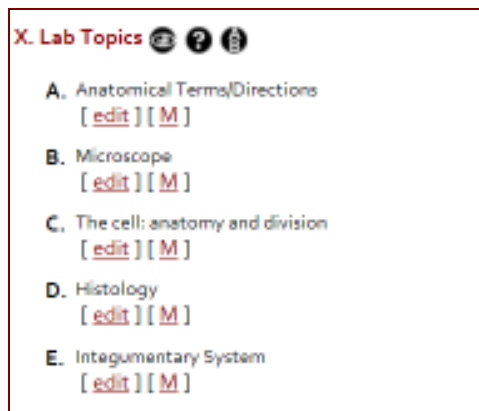 X. Lab Topics ?
A. Anatomical Terms/Directions
[ edit ] [ M ]
B. Microscope
[ edit ] [ M ]
C. The cell: anatomy and division
[ edit ] [ M ]
D. Histology
[ edit ] [ M ]
E. Integumentary System
[ edit ] [ M ]